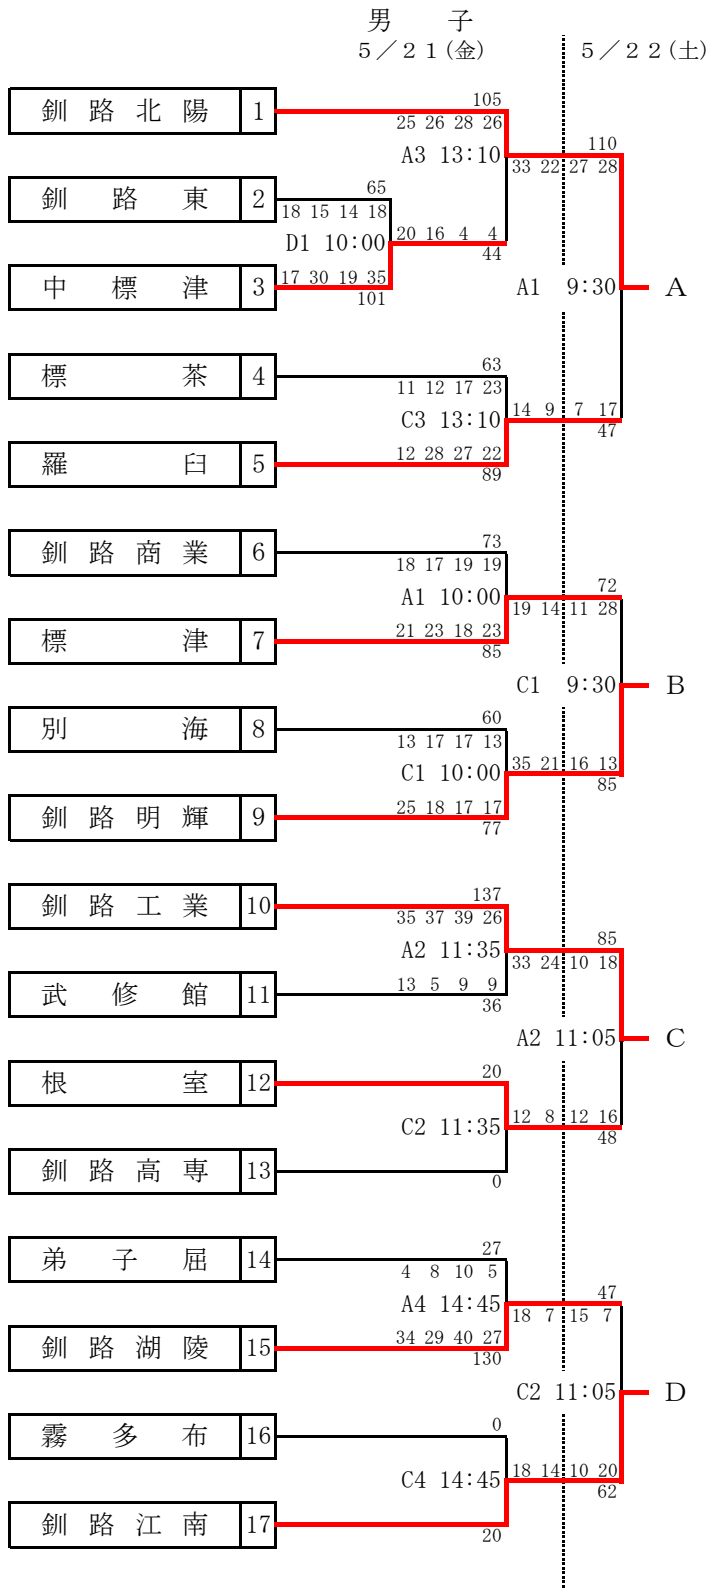 男 子
5／21(金) 5／22(土)
105
釧路北陽 1
25 26 28 26
110
A3 13:10
33 22 27 28
65
釧路東 2
18 15 14 18
20 16 4 4
D1 10:00
44
17 30 19 35
中標津 3
A1 9:30 A
101
63
標茶 4
11 12 17 23
14 9 7 17
C3 13:10
47
12 28 27 22
羅臼 5
89
73
釧路商業 6
18 17 19 19
72
A1 10:00
19 14 11 28
21 23 18 23
標津 7
85
C1 9:30 B
60
別海 8
13 17 17 13
35 21 16 13
C1 10:00
85
25 18 17 17
釧路明輝 9
77
137
釧路工業 10
35 37 39 26
85
A2 11:35
33 24 10 18
13 5 9 9
武修館 11
36
A2 11:05 C
20
根室 12
12 8 12 16
C2 11:35
48
釧路高専 13
0
27
弟子屈 14
4 8 10 5
47
A4 14:45
18 7 15 7
34 29 40 27
釧路湖陵 15
130
C2 11:05 D
0
霧多布 16
18 14 10 20
C4 14:45
62
釧路江南 17
20